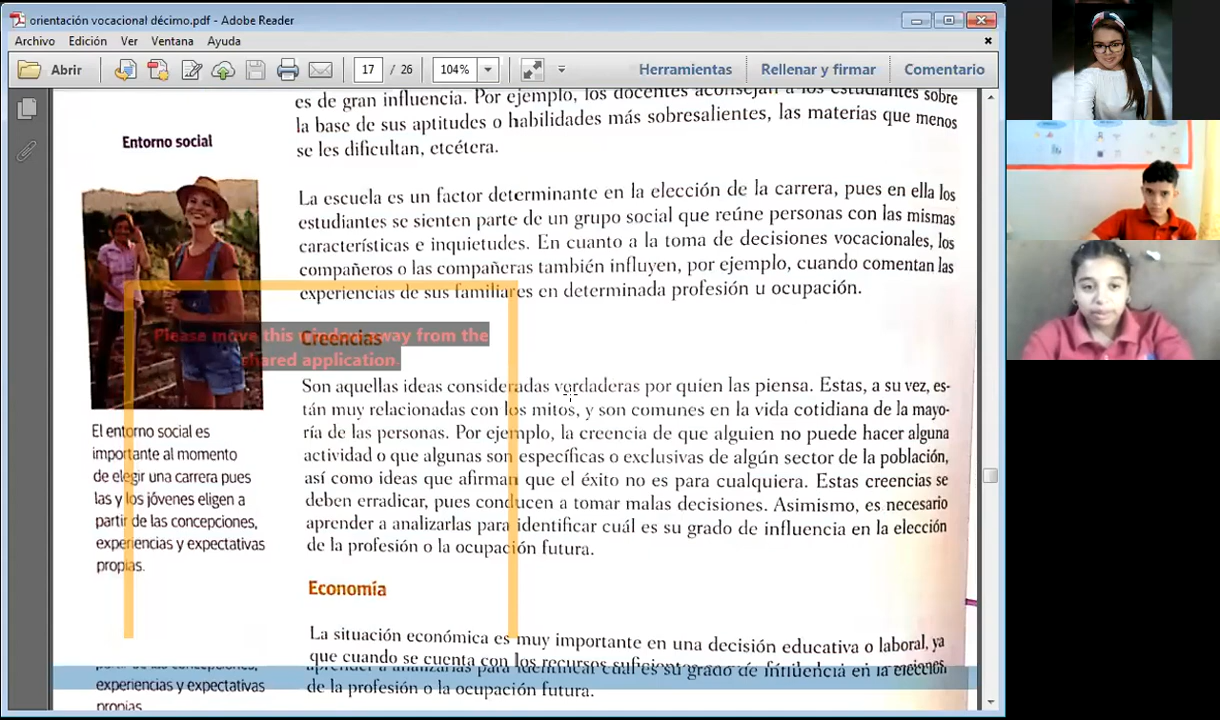 orientación vocacional décimo.pdf - Adobe Reader
Archivo Edición Ver Ventana Ayuda
Abrir 17 / 26 104% Herramientas Rellenar y firmar Comentario
es de gran influencia. Por ejemplo, los docentes aconsejan a los estudiantes sobre
la base de sus aptitudes o habilidades más sobresalientes, las materias que menos
se les dificultan, etcétera.
La escuela es un factor determinante en la elección de la carrera, pues en ella los
estudiantes se sienten parte de un grupo social que reúne personas con las mismas
características e inquietudes. En cuanto a la toma de decisiones vocacionales, los
compañeros o las compañeras también influyen, por ejemplo, cuando comentan las
experiencias de sus familiares en determinada profesión u ocupación.
Creencias
Son aquellas ideas consideradas verdaderas por quien las piensa. Estas, a su vez, es-
tán muy relacionadas con los mitos, y son comunes en la vida cotidiana de la mayo-
ría de las personas. Por ejemplo, la creencia de que alguien no puede hacer alguna
actividad o que algunas son específicas o exclusivas de algún sector de la población,
así como ideas que afirman que el éxito no es para cualquiera. Estas creencias se
deben erradicar, pues conducen a tomar malas decisiones. Asimismo, es necesario
aprender a analizarlas para identificar cuál es su grado de influencia en la elección
de la profesión o la ocupación futura.
Economía
La situación económica es muy importante en una decisión educativa o laboral, ya
que cuando se cuenta con los recursos
su grado de influencia en la
de la profesión o la ocupación futura.
Entorno social
El entorno social es
importante al momento
de elegir una carrera pues
las y los jóvenes eligen a
partir de las concepciones,
experiencias y expectativas
propias.
experiencias y expectativas
propias
Please move this window away from the
shared application.